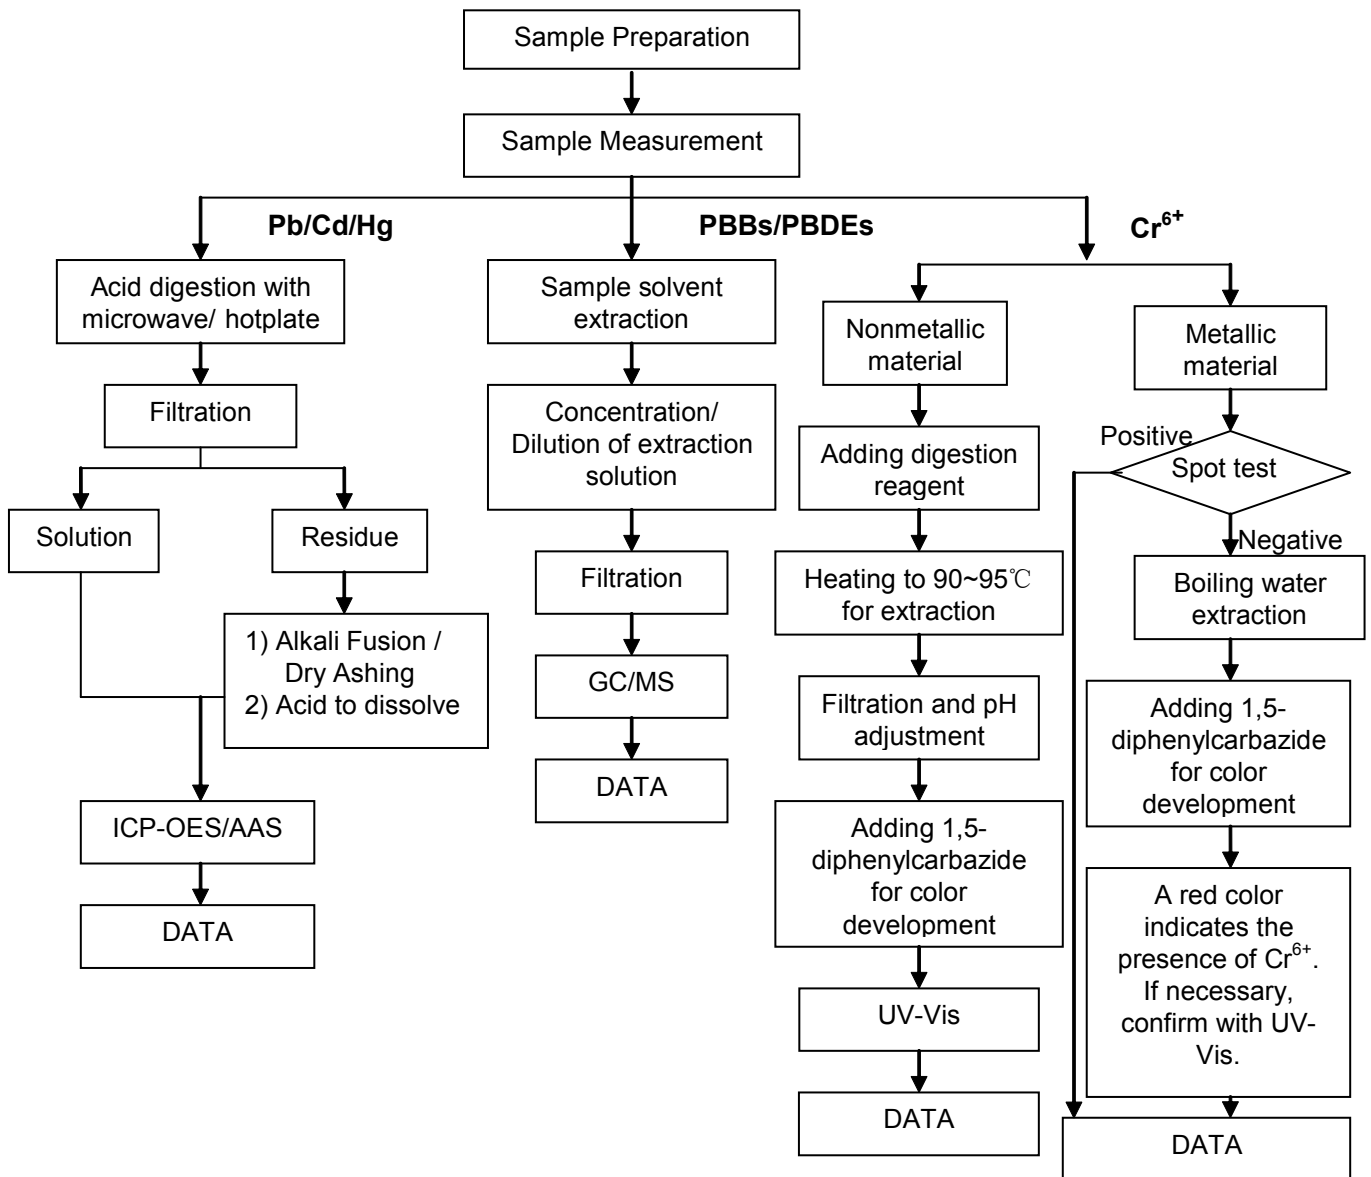 Sample Preparation
Sample Measurement
Pb/Cd/Hg
PBBs/PBDEs
Cr⁶⁺
Acid digestion with
microwave/ hotplate
Filtration
Solution
Residue
1) Alkali Fusion /
Dry Ashing
2) Acid to dissolve
ICP-OES/AAS
DATA
Sample solvent
extraction
Concentration/
Dilution of extraction
solution
Filtration
GC/MS
DATA
Nonmetallic
material
Adding digestion
reagent
Heating to 90~95℃
for extraction
Filtration and pH
adjustment
Adding 1,5-
diphenylcarbazide
for color
development
UV-Vis
DATA
Metallic
material
Positive
Spot test
Negative
Boiling water
extraction
Adding 1,5-
diphenylcarbazide
for color
development
A red color
indicates the
presence of Cr⁶⁺.
If necessary,
confirm with UV-
Vis.
DATA